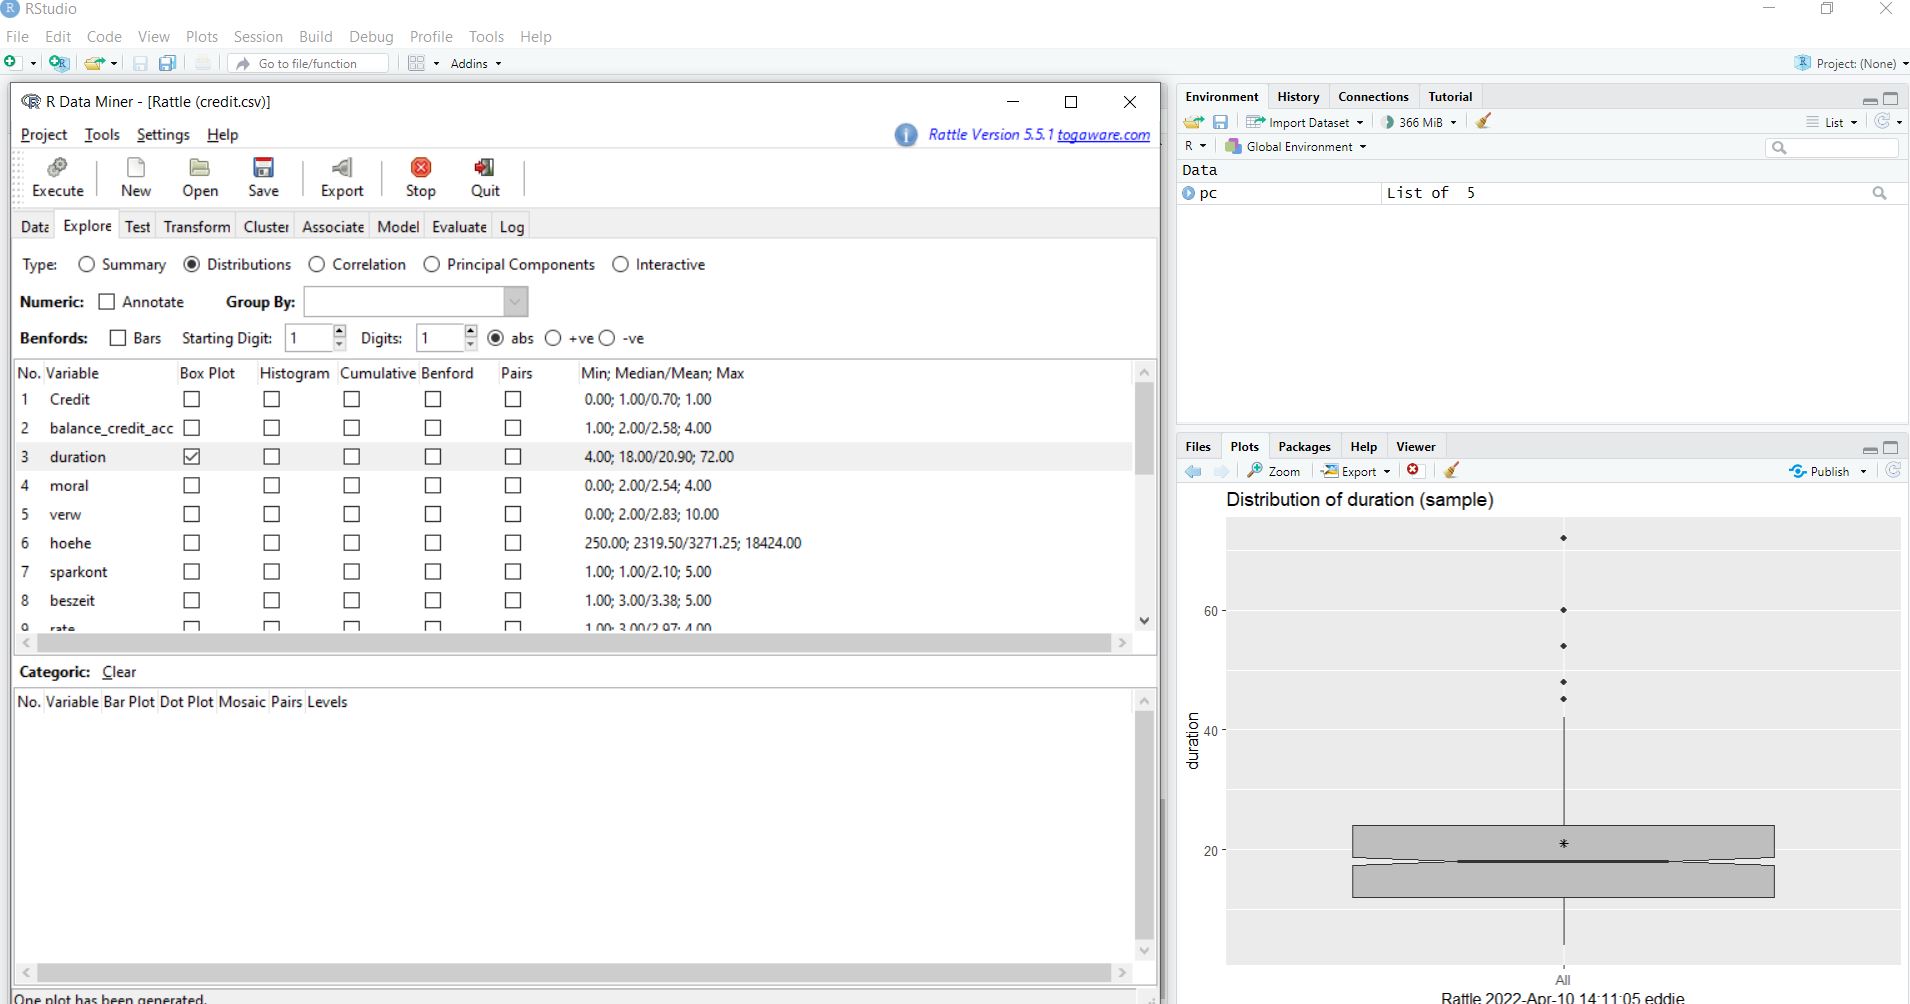 RStudio
File Edit Code View Plots Session Build Debug Profile Tools Help
Go to file/function Addins Project: (None)
R Data Miner - [Rattle (credit.csv)]
Project Tools Settings Help
Rattle Version 5.5.1 togaware.com
Execute New Open Save Export Stop Quit
Data Explore Test Transform Cluster Associate Model Evaluate Log
Type: Summary Distributions Correlation Principal Components Interactive
Numeric: Annotate Group By:
Benfords: Bars Starting Digit: 1 Digits: 1 abs +ve -ve
No. Variable Box Plot Histogram Cumulative Benford Pairs Min; Median/Mean; Max
1 Credit 0.00; 1.00/0.70; 1.00
2 balance_credit_acc 1.00; 2.00/2.58; 4.00
3 duration 4.00; 18.00/20.90; 72.00
4 moral 0.00; 2.00/2.54; 4.00
5 verw 0.00; 2.00/2.83; 10.00
6 hoehe 250.00; 2319.50/3271.25; 18424.00
7 sparkont 1.00; 1.00/2.10; 5.00
8 beszeit 1.00; 3.00/3.38; 5.00
9 rate 1.00; 3.00/2.97; 4.00
Categoric: Clear
No. Variable Bar Plot Dot Plot Mosaic Pairs Levels
One plot has been generated.
Environment History Connections Tutorial
Import Dataset 366 MiB List
R Global Environment
Data
pc List of 5
Files Plots Packages Help Viewer
Zoom Export Publish
Distribution of duration (sample)
60
40
20
duration
All
Rattle 2022-Apr-10 14:11:05 eddie